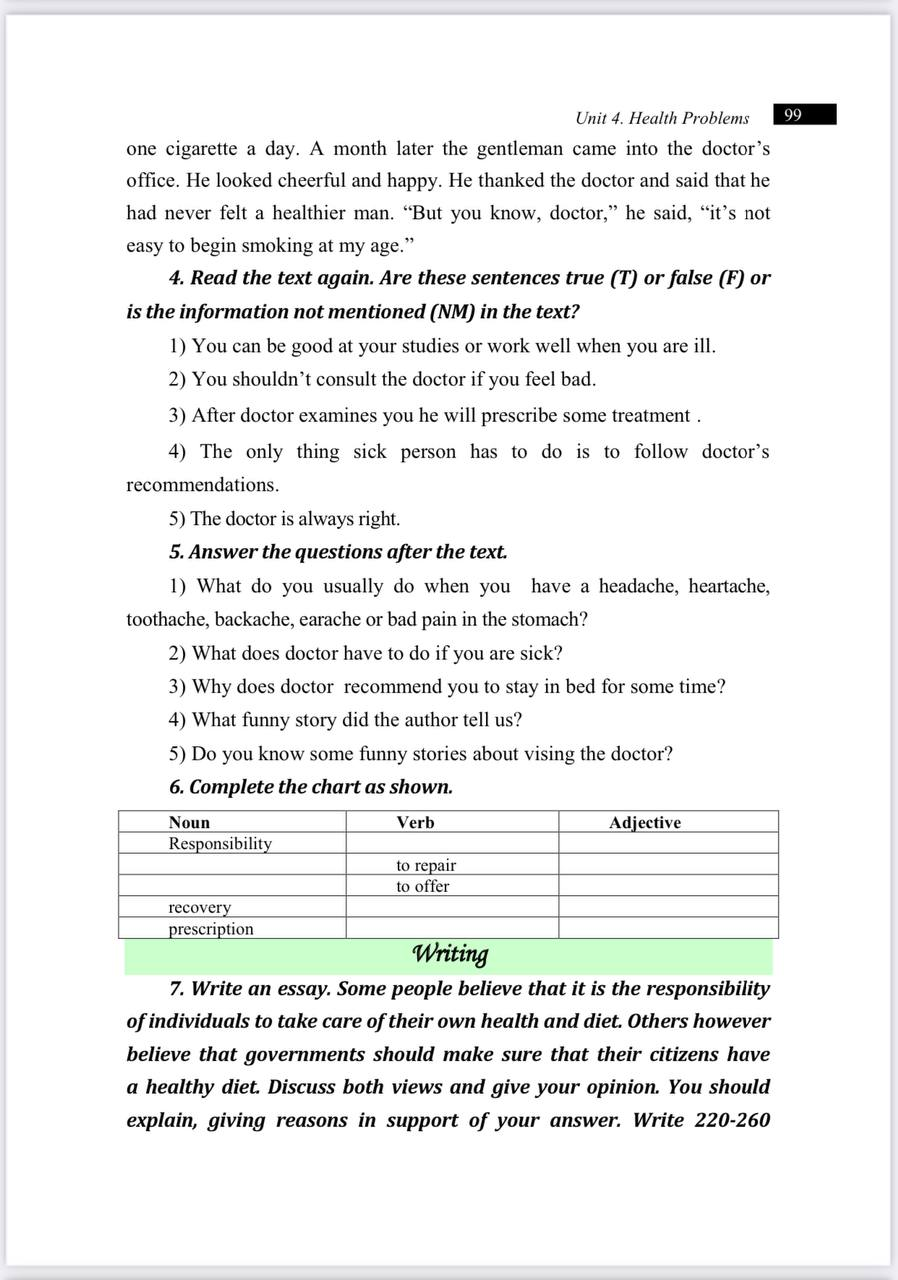 Unit 4. Health Problems 99
one cigarette a day. A month later the gentleman came into the doctor’s
office. He looked cheerful and happy. He thanked the doctor and said that he
had never felt a healthier man. “But you know, doctor,” he said, “it’s not
easy to begin smoking at my age.”
4. Read the text again. Are these sentences true (T) or false (F) or
is the information not mentioned (NM) in the text?
1) You can be good at your studies or work well when you are ill.
2) You shouldn’t consult the doctor if you feel bad.
3) After doctor examines you he will prescribe some treatment .
4) The only thing sick person has to do is to follow doctor’s
recommendations.
5) The doctor is always right.
5. Answer the questions after the text.
1) What do you usually do when you have a headache, heartache,
toothache, backache, earache or bad pain in the stomach?
2) What does doctor have to do if you are sick?
3) Why does doctor recommend you to stay in bed for some time?
4) What funny story did the author tell us?
5) Do you know some funny stories about vising the doctor?
6. Complete the chart as shown.
Noun Verb Adjective
Responsibility
to repair
to offer
recovery
prescription
Writing
7. Write an essay. Some people believe that it is the responsibility
of individuals to take care of their own health and diet. Others however
believe that governments should make sure that their citizens have
a healthy diet. Discuss both views and give your opinion. You should
explain, giving reasons in support of your answer. Write 220-260